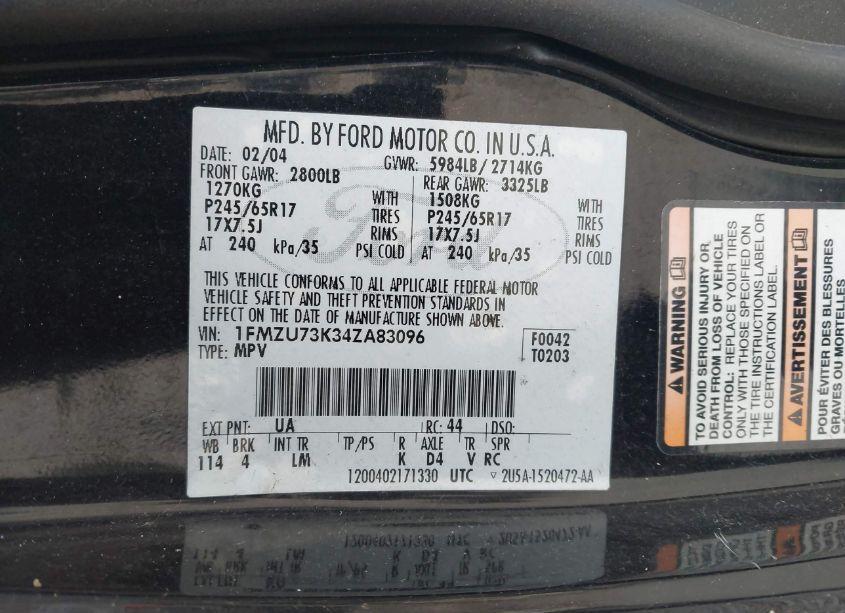 MFD. BY FORD MOTOR CO. IN U.S.A.
DATE: 02/04 GVWR: 5984LB/ 2714KG
FRONT GAWR: 2800LB REAR GAWR: 3325LB
1270KG WITH 1508KG WITH
P245/65R17 TIRES P245/65R17 TIRES
17X7.5J RIMS 17X7.5J RIMS
AT 240 kPa/35 PSI COLD AT 240 kPa/35 PSI COLD
THIS VEHICLE CONFORMS TO ALL APPLICABLE FEDERAL MOTOR
VEHICLE SAFETY AND THEFT PREVENTION STANDARDS IN
EFFECT ON THE DATE OF MANUFACTURE SHOWN ABOVE.
VIN: 1FMZU73K34ZA83096 F0042
TYPE: MPV T0203
EXT PNT: UA RC: 44 DSO:
WB BRK INT TR TP/PS R AXLE TR SPR
114 4 LM K D4 V RC
1200402171330 UTC ▽ 2U5A-1520472-AA
Ford
⚠ WARNING
TO AVOID SERIOUS INJURY OR
DEATH FROM LOSS OF VEHICLE
CONTROL: REPLACE YOUR TIRES
ONLY WITH THOSE SPECIFIED ON
THE TIRE INSTRUCTIONS LABEL OR
THE CERTIFICATION LABEL.
⚠ AVERTISSEMENT
POUR ÉVITER DES BLESSURES
GRAVES OU MORTELLES